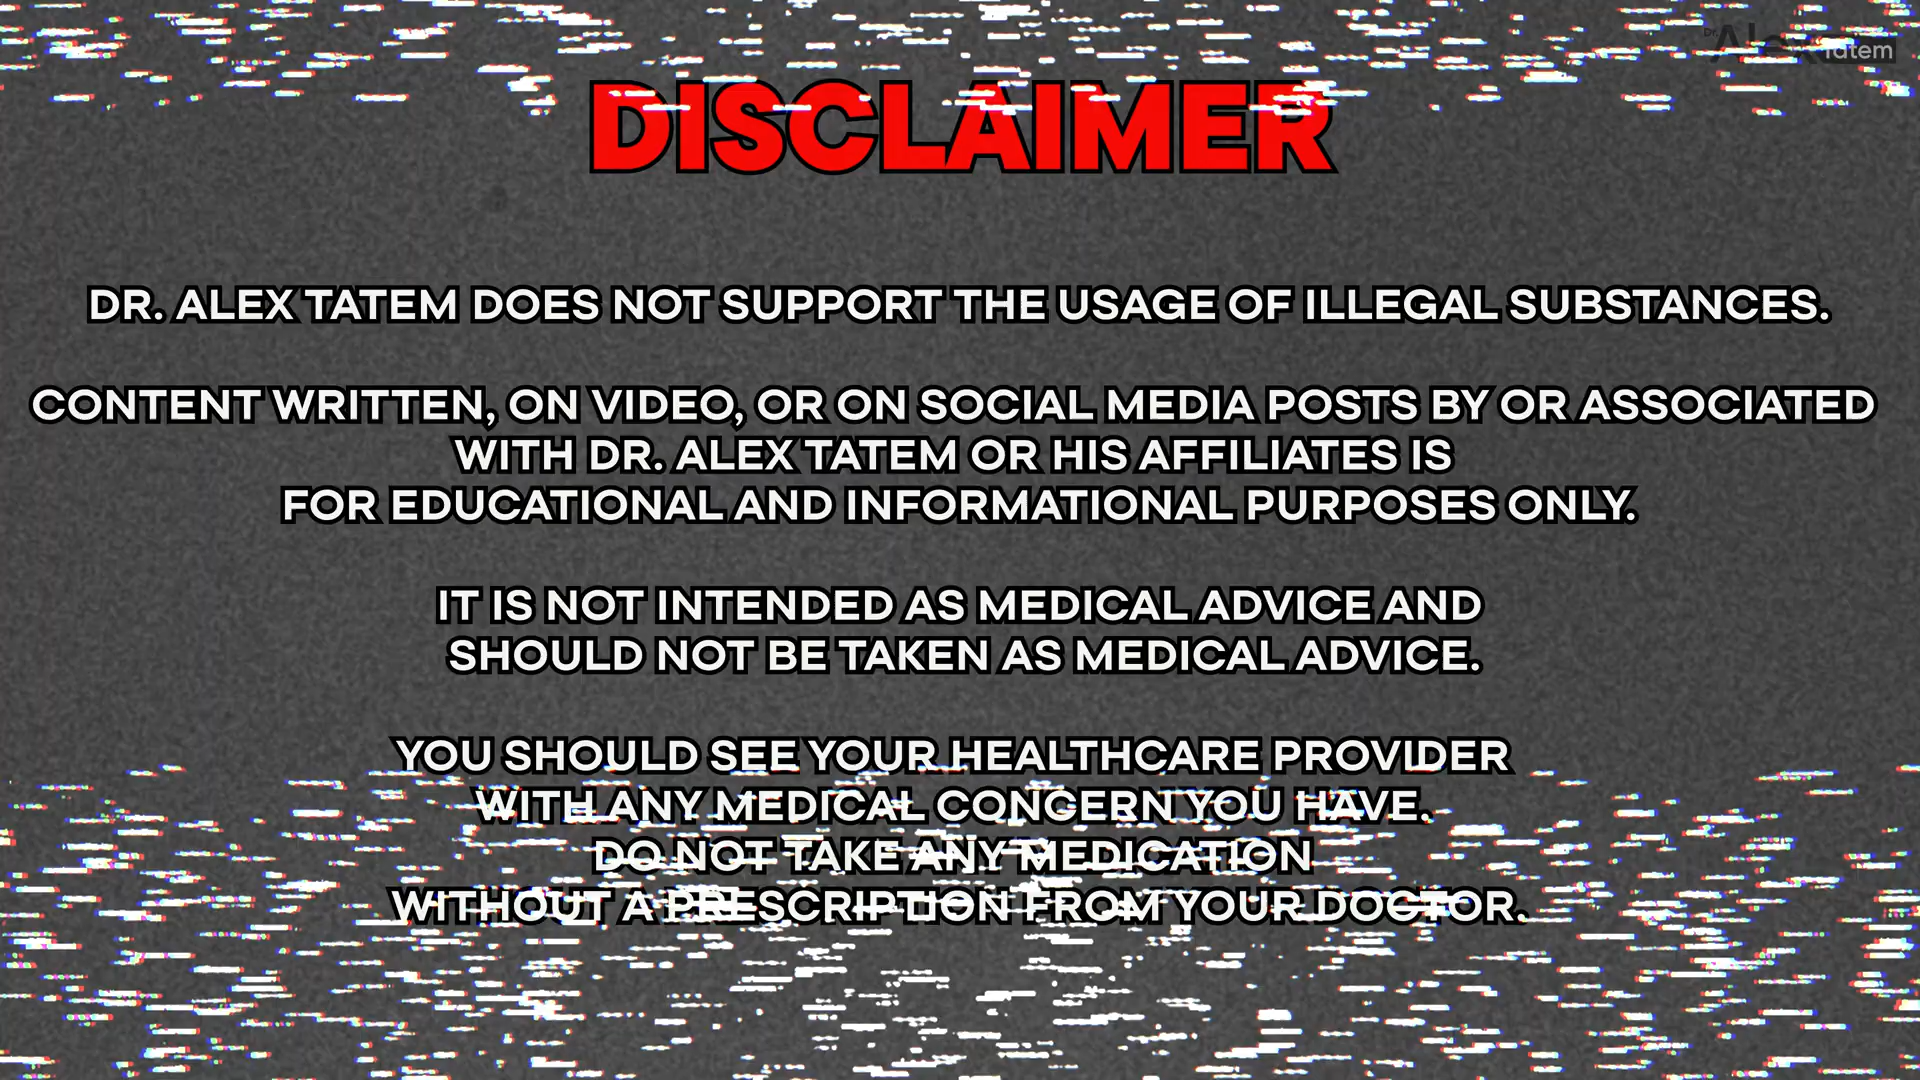 Dr. Alex Tatem
DISCLAIMER
DR. ALEX TATEM DOES NOT SUPPORT THE USAGE OF ILLEGAL SUBSTANCES.
CONTENT WRITTEN, ON VIDEO, OR ON SOCIAL MEDIA POSTS BY OR ASSOCIATED
WITH DR. ALEX TATEM OR HIS AFFILIATES IS
FOR EDUCATIONAL AND INFORMATIONAL PURPOSES ONLY.
IT IS NOT INTENDED AS MEDICAL ADVICE AND
SHOULD NOT BE TAKEN AS MEDICAL ADVICE.
YOU SHOULD SEE YOUR HEALTHCARE PROVIDER
WITH ANY MEDICAL CONCERN YOU HAVE.
DO NOT TAKE ANY MEDICATION
WITHOUT A PRESCRIPTION FROM YOUR DOCTOR.